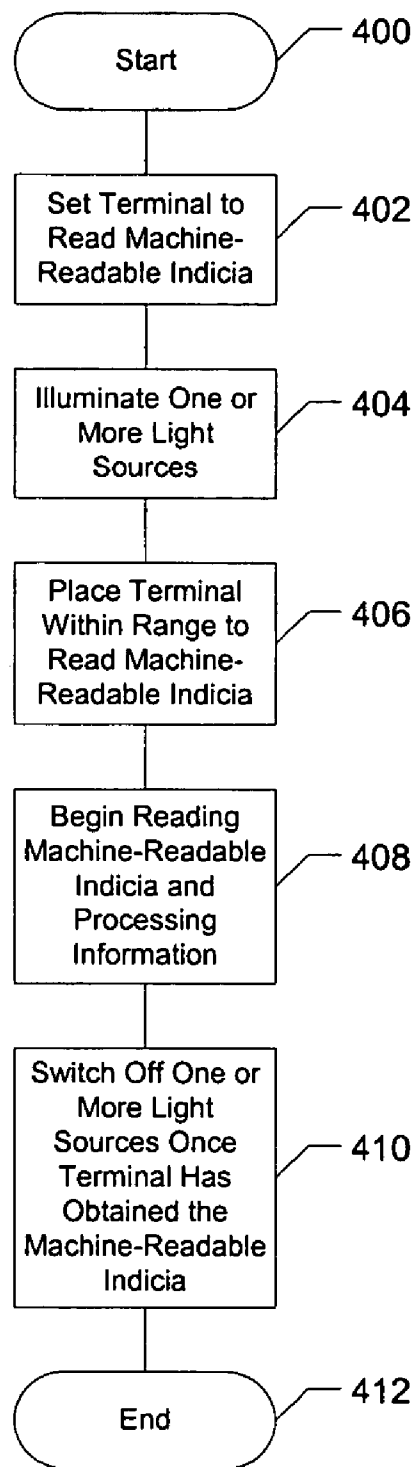 Start
400
Set Terminal to
Read Machine-
Readable Indicia
402
Illuminate One or
More Light
Sources
404
Place Terminal
Within Range to
Read Machine-
Readable Indicia
406
Begin Reading
Machine-Readable
Indicia and
Processing
Information
408
Switch Off One or
More Light
Sources Once
Terminal Has
Obtained the
Machine-Readable
Indicia
410
End
412